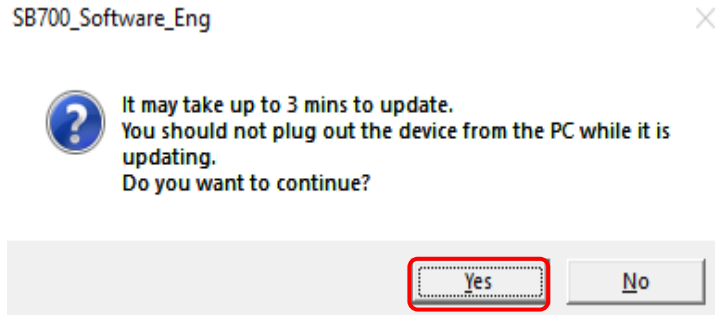 SB700_Software_Eng
It may take up to 3 mins to update.
You should not plug out the device from the PC while it is
updating.
Do you want to continue?
Yes
No